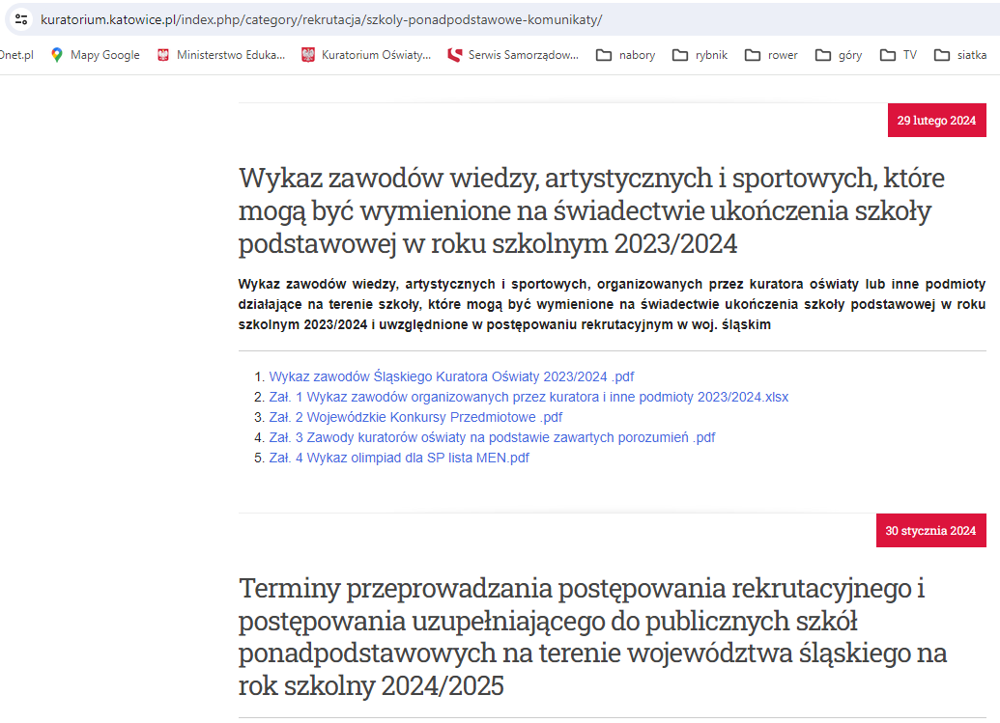 kuratorium.katowice.pl/index.php/category/rekrutacja/szkoly-ponadpodstawowe-komunikaty/
Onet.pl Mapy Google Ministerstwo Eduka... Kuratorium Oświaty... Serwis Samorządow... nabory rybnik rower góry TV siatka
29 lutego 2024
Wykaz zawodów wiedzy, artystycznych i sportowych, które
mogą być wymienione na świadectwie ukończenia szkoły
podstawowej w roku szkolnym 2023/2024
Wykaz zawodów wiedzy, artystycznych i sportowych, organizowanych przez kuratora oświaty lub inne podmioty
działające na terenie szkoły, które mogą być wymienione na świadectwie ukończenia szkoły podstawowej w roku
szkolnym 2023/2024 i uwzględnione w postępowaniu rekrutacyjnym w woj. śląskim
1. Wykaz zawodów Śląskiego Kuratora Oświaty 2023/2024 .pdf
2. Zał. 1 Wykaz zawodów organizowanych przez kuratora i inne podmioty 2023/2024.xlsx
3. Zał. 2 Wojewódzkie Konkursy Przedmiotowe .pdf
4. Zał. 3 Zawody kuratorów oświaty na podstawie zawartych porozumień .pdf
5. Zał. 4 Wykaz olimpiad dla SP lista MEN.pdf
30 stycznia 2024
Terminy przeprowadzania postępowania rekrutacyjnego i
postępowania uzupełniającego do publicznych szkół
ponadpodstawowych na terenie województwa śląskiego na
rok szkolny 2024/2025